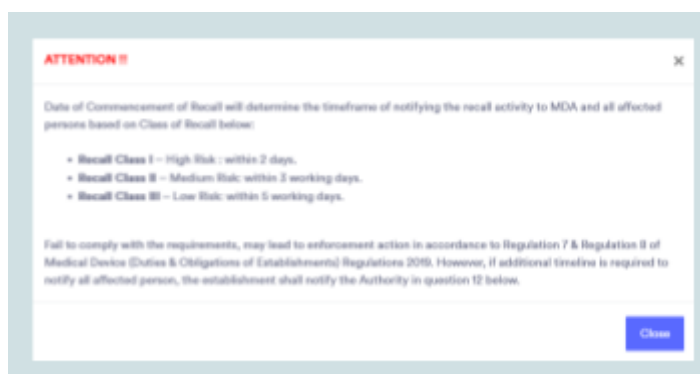 ATTENTION !!
×
Date of Commencement of Recall will determine the timeframe of notifying the recall activity to MDA and all affected
persons based on Class of Recall below:
• Recall Class I – High Risk : within 2 days.
• Recall Class II – Medium Risk: within 3 working days.
• Recall Class III – Low Risk: within 5 working days.
Fail to comply with the requirements, may lead to enforcement action in accordance to Regulation 7 & Regulation 8 of
Medical Device (Duties & Obligations of Establishments) Regulations 2019. However, if additional timeline is required to
notify all affected person, the establishment shall notify the Authority in question 12 below.
Close